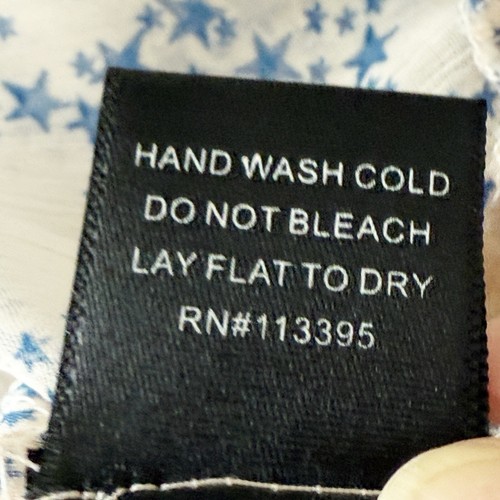 HAND WASH COLD
DO NOT BLEACH
LAY FLAT TO DRY
RN#113395